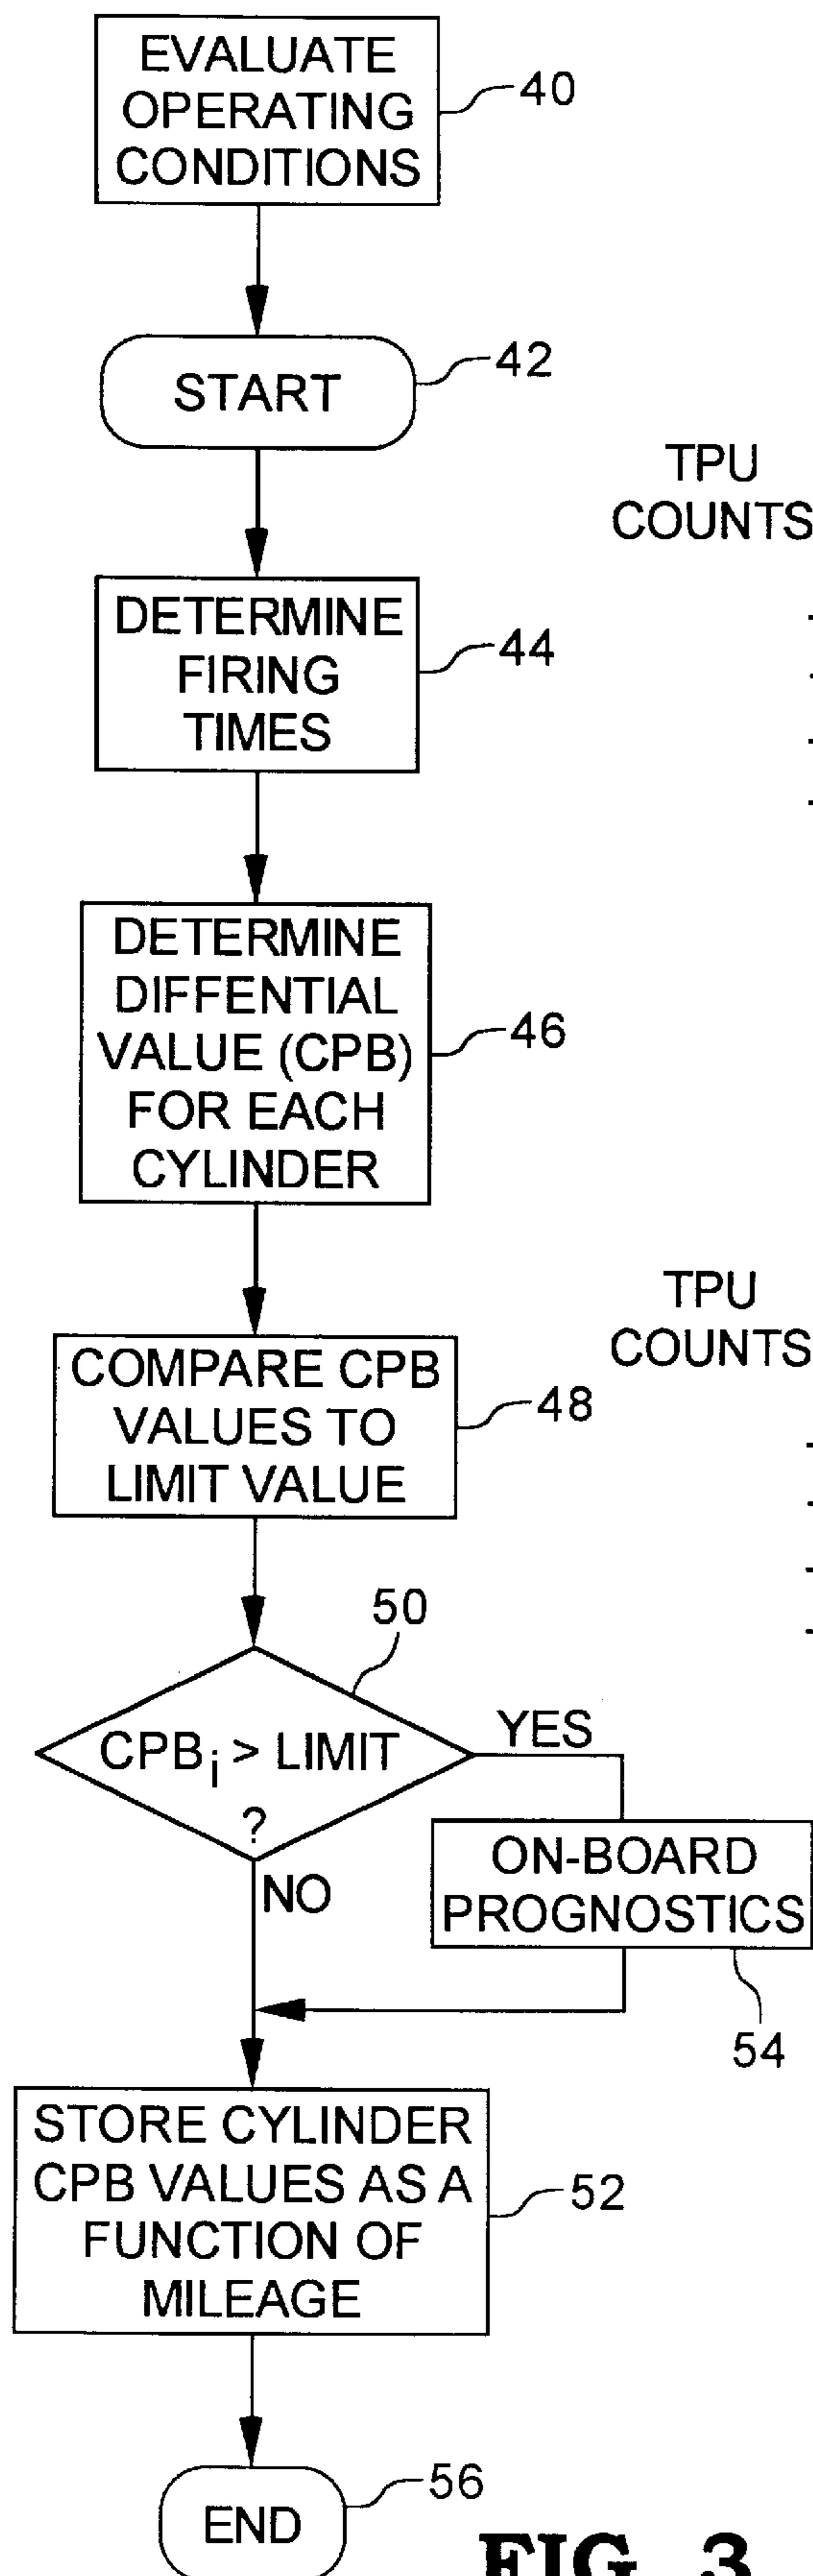 EVALUATE
OPERATING
CONDITIONS
40
START
42
TPU
COUNTS
DETERMINE
FIRING
TIMES
44
DETERMINE
DIFFENTIAL
VALUE (CPB)
FOR EACH
CYLINDER
46
TPU
COUNTS
COMPARE CPB
VALUES TO
LIMIT VALUE
48
50
CPBi > LIMIT
?
YES
NO
ON-BOARD
PROGNOSTICS
54
STORE CYLINDER
CPB VALUES AS A
FUNCTION OF
MILEAGE
52
END
56
FIG. 3